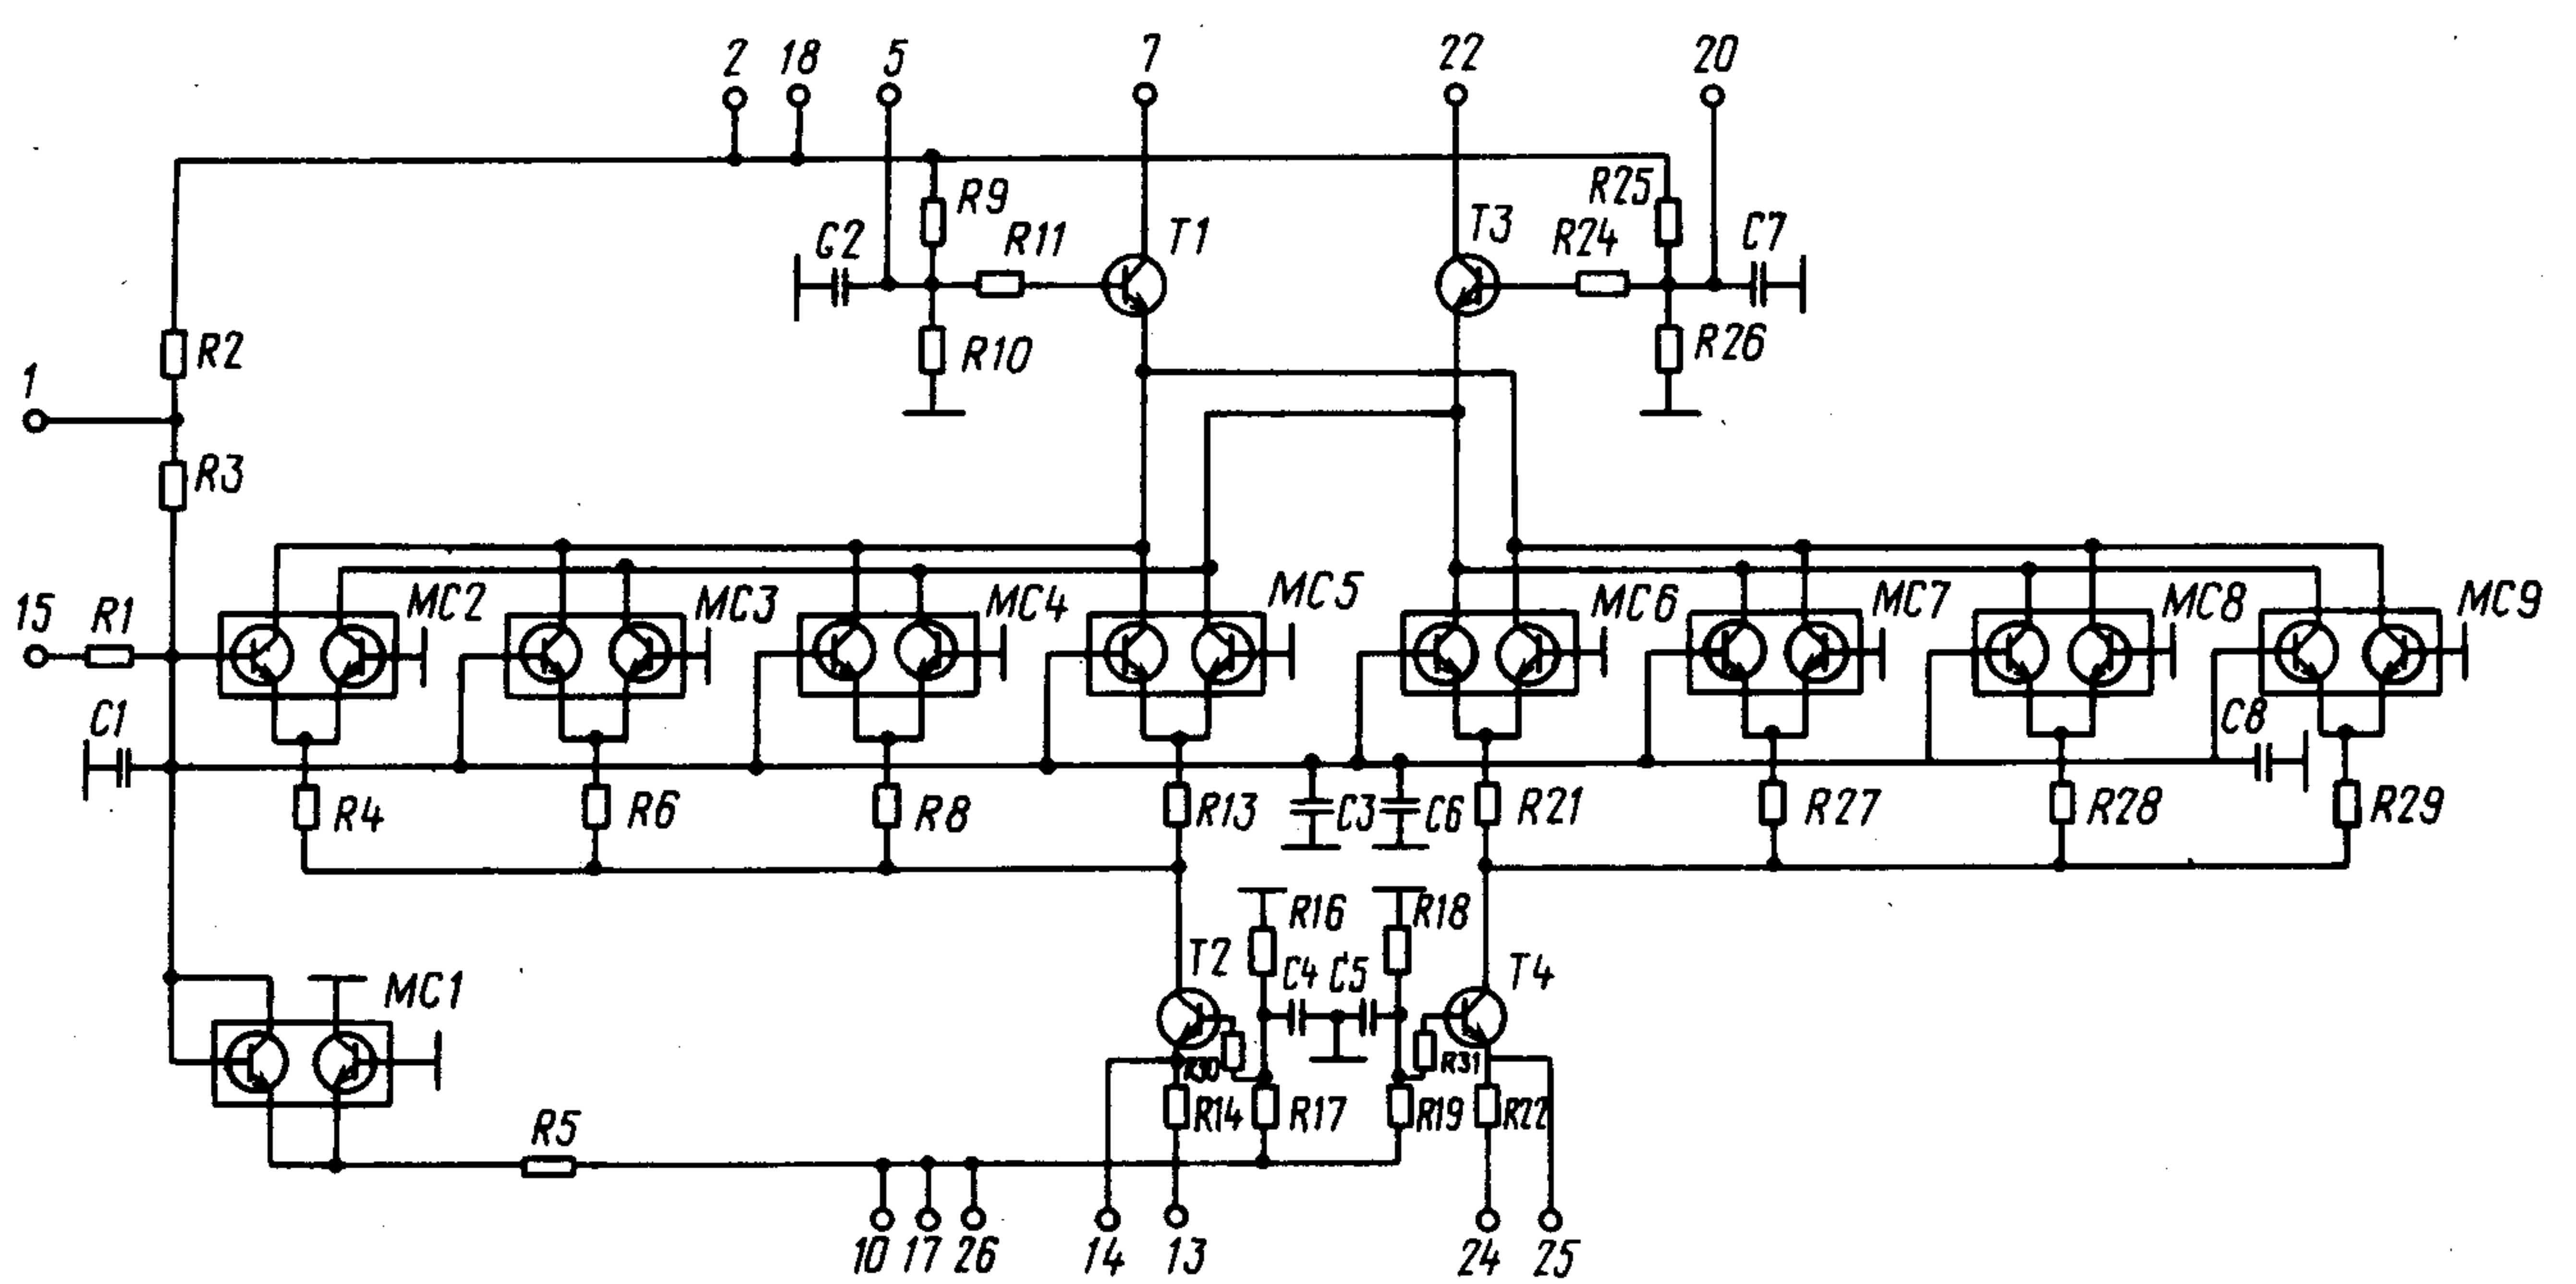 2 18 5 7 22 20
R9 R25
G2 R11 T1 T3 R24 C7
R2 R10 R26
1
R3
15 R1 MC2 MC3 MC4 MC5 MC6 MC7 MC8 MC9
C1 C8
R4 R6 R8 R13 C3 C6 R21 R27 R28 R29
R16 R18
T2 C4 C5 T4
MC1
R30 R31
R5 R14 R17 R19 R22
10 17 26 14 13 24 25